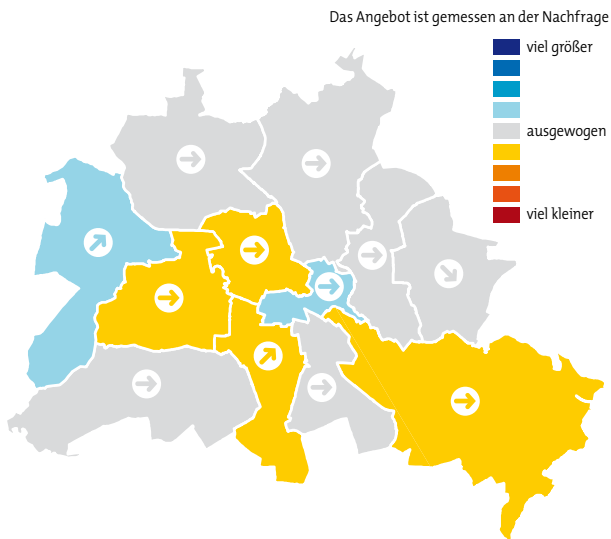 Das Angebot ist gemessen an der Nachfrage
viel größer
ausgewogen
viel kleiner